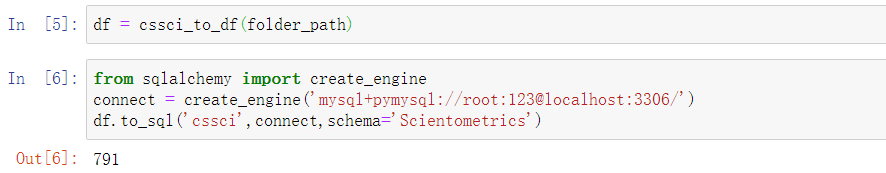 In [5]: df = cssci_to_df(folder_path)
In [6]: from sqlalchemy import create_engine
connect = create_engine('mysql+pymysql://root:123@localhost:3306/')
df.to_sql('cssci',connect,schema='Scientometrics')
Out[6]: 791